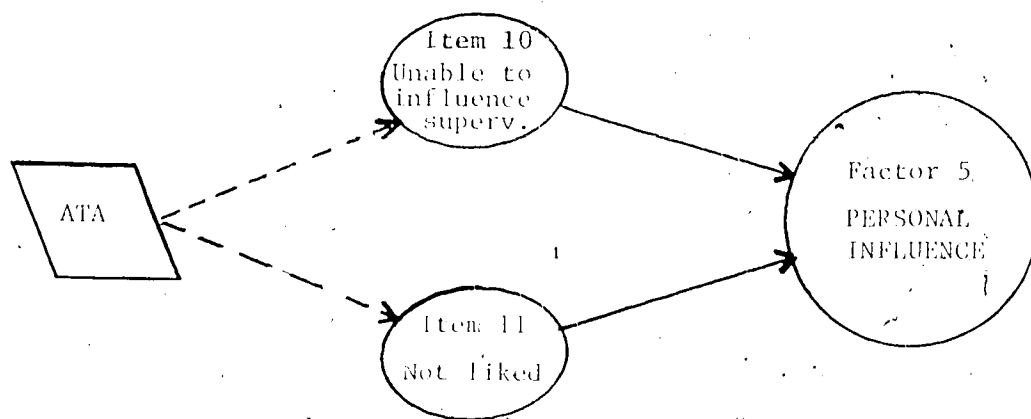 Item 10
Unable to
influence
superv.
ATA
Factor 5
PERSONAL
INFLUENCE
Item 11
Not liked